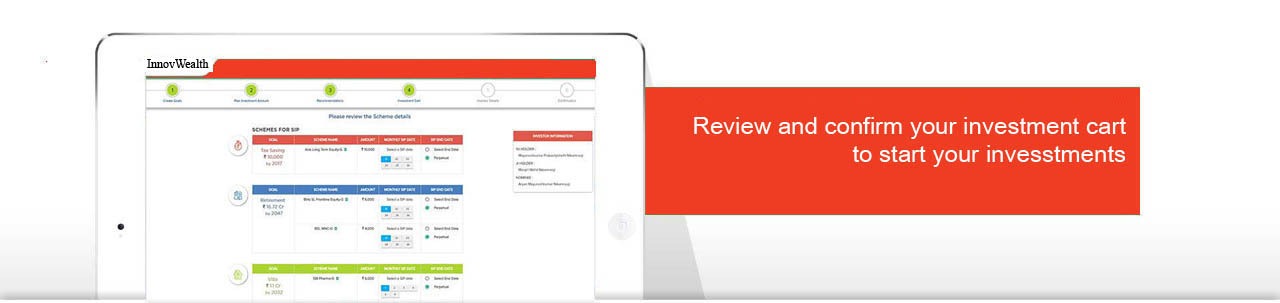 InnovWealth
1 2 3 4 5 6
Create Goals Plan Investment Amount Recommendations Investment Cart Investor Details Confirmation
Please review the Scheme details
SCHEMES FOR SIP
GOAL SCHEME NAME AMOUNT MONTHLY SIP DATE SIP END DATE
Tax Saving Axis Long Term Equity-G ₹ 10,000 Select a SIP date Select End Date
₹ 10,000 Perpetual
by 2017
GOAL SCHEME NAME AMOUNT MONTHLY SIP DATE SIP END DATE
Retirement Birla SL Frontline Equity-G ₹ 5,000 Select a SIP date Select End Date
₹ 16.72 Cr Perpetual
by 2047
Select a SIP date Select End Date
Perpetual
GOAL SCHEME NAME AMOUNT MONTHLY SIP DATE SIP END DATE
Villa SBI Pharma-G ₹ 5,000 Select a SIP date Select End Date
₹ 1.1 Cr 1 2 3 4 Perpetual
by 2032
INVESTOR INFORMATION
Review and confirm your investment cart
to start your invesstments